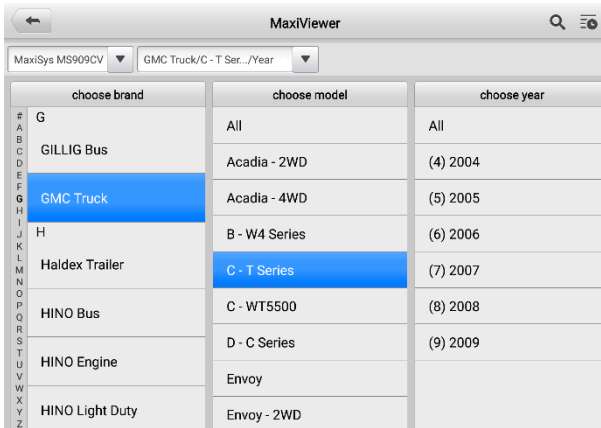 MaxiViewer
MaxiSys MS909CV
GMC Truck/C - T Ser.../Year
choose brand
#
A
B
C
D
E
F
G
H
I
J
K
L
M
N
O
P
Q
R
S
T
U
V
W
X
Y
Z
G
GILLIG Bus
GMC Truck
H
Haldex Trailer
HINO Bus
HINO Engine
HINO Light Duty
choose model
All
Acadia - 2WD
Acadia - 4WD
B - W4 Series
C - T Series
C - WT5500
D - C Series
Envoy
Envoy - 2WD
choose year
All
(4) 2004
(5) 2005
(6) 2006
(7) 2007
(8) 2008
(9) 2009